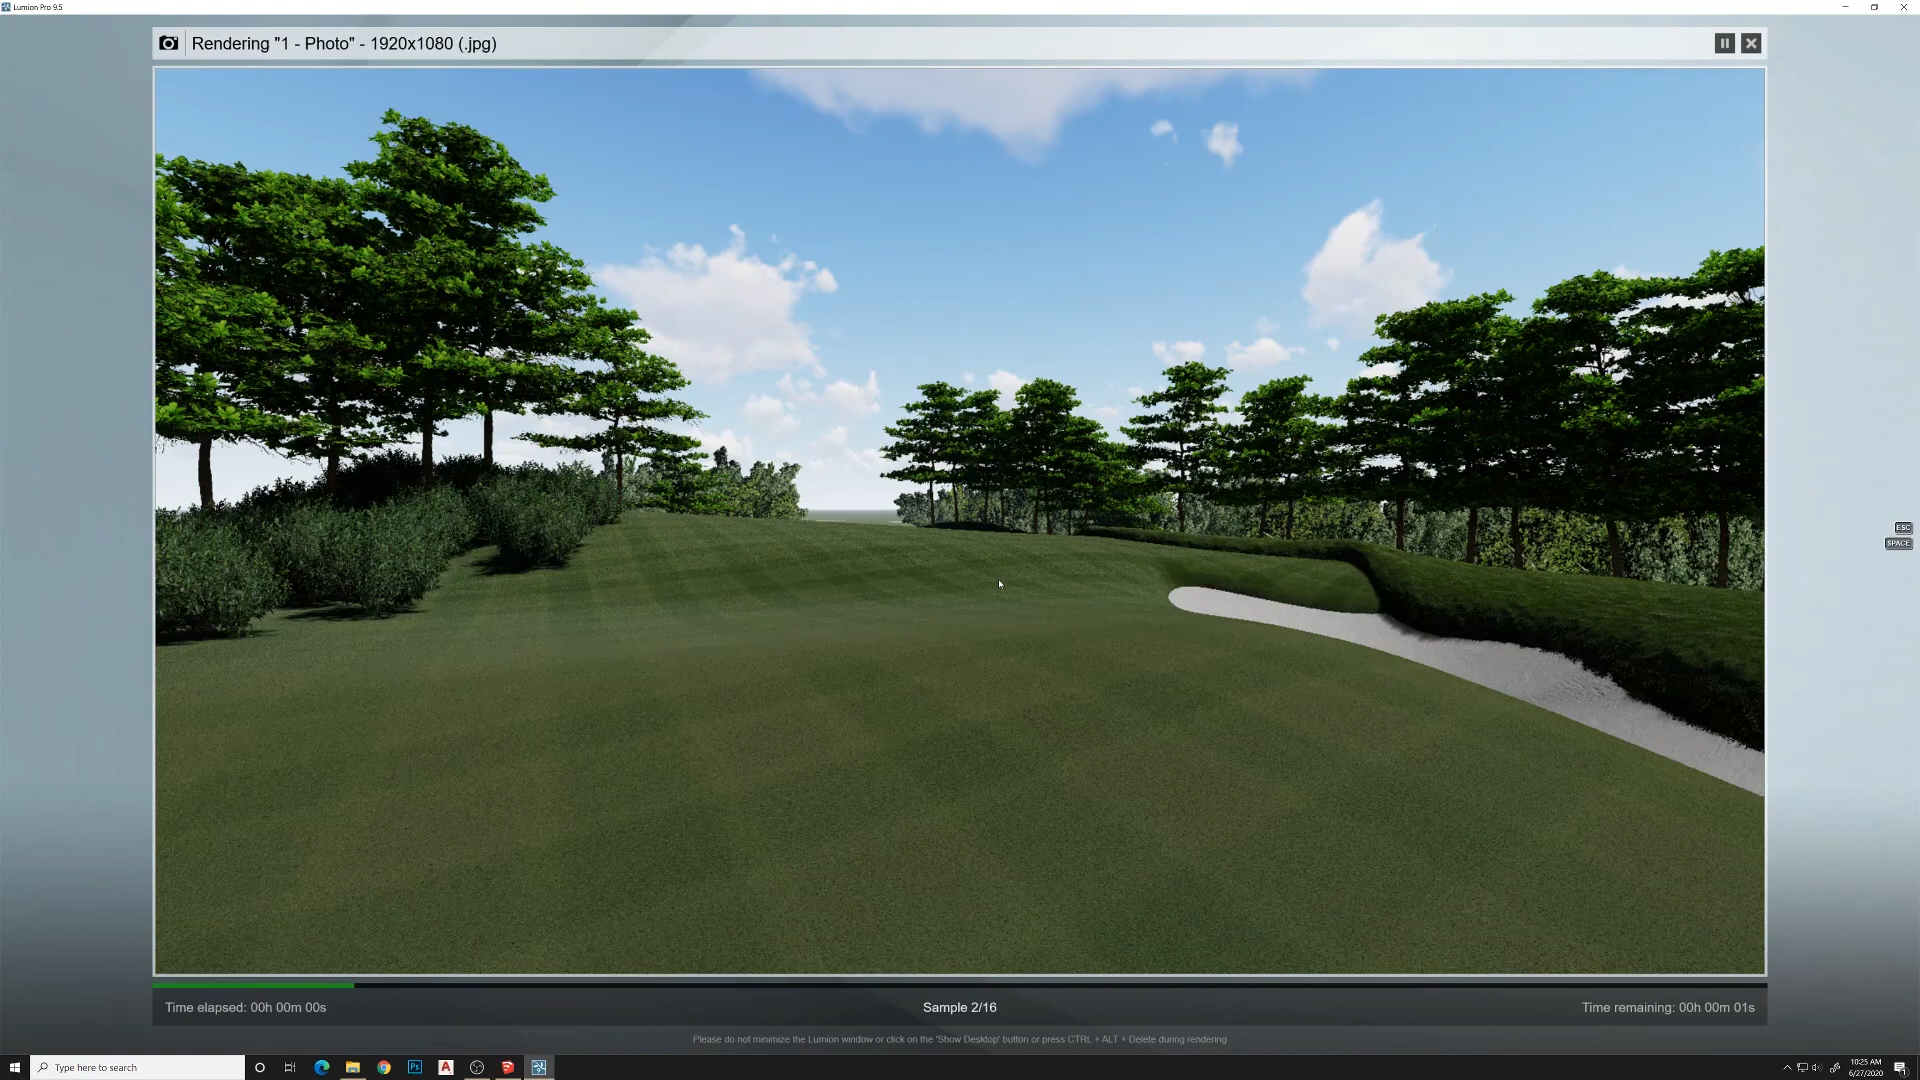 Lumion Pro 9.5
Rendering "1 - Photo" - 1920x1080 (.jpg)
ESC
SPACE
Time elapsed: 00h 00m 00s
Sample 2/16
Time remaining: 00h 00m 01s
Please do not minimize the Lumion window or click on the 'Show Desktop' button or press CTRL + ALT + Delete during rendering
Type here to search
Ps
A
10:25 AM
6/27/2020